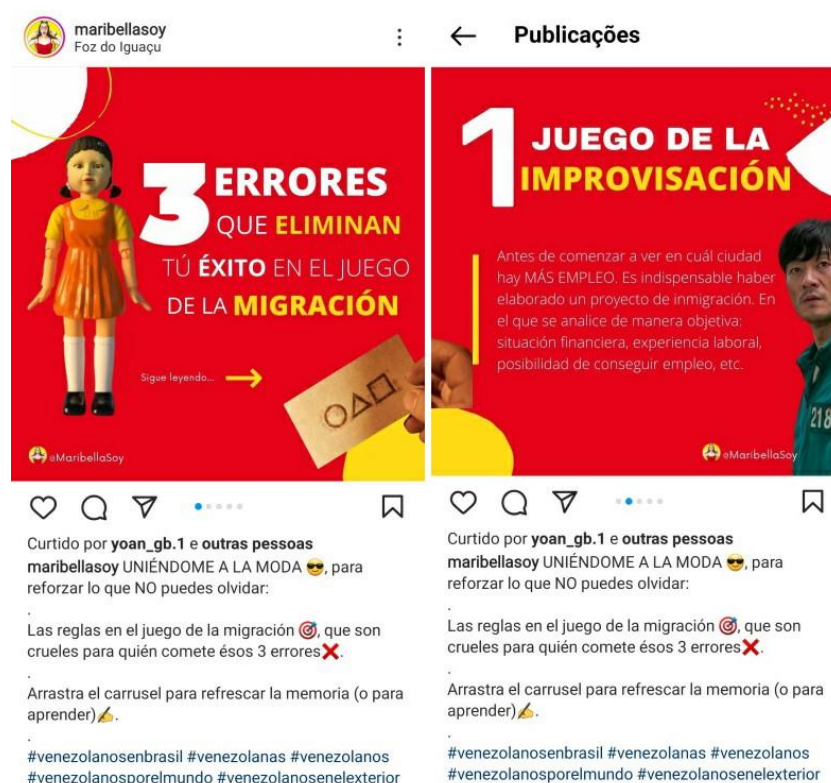 maribellasoy
Foz do Iguaçu
3 ERRORES
QUE ELIMINAN
TÚ ÉXITO EN EL JUEGO
DE LA MIGRACIÓN
Sigue leyendo...
@MaribellaSoy
Curtido por yoan_gb.1 e outras pessoas
maribellasoy UNIÉNDOME A LA MODA 😎, para
reforzar lo que NO puedes olvidar:
.
Las reglas en el juego de la migración 🎯, que son
crueles para quién comete ésos 3 errores❌.
.
Arrastra el carrusel para refrescar la memoria (o para
aprender)✍️.
.
#venezolanosenbrasil #venezolanas #venezolanos
#venezolanosporelmundo #venezolanosenelexterior
Publicações
1 JUEGO DE LA
IMPROVISACIÓN
Antes de comenzar a ver en cuál ciudad
hay MÁS EMPLEO. Es indispensable haber
elaborado un proyecto de inmigración. En
el que se analice de manera objetiva:
situación financiera, experiencia laboral,
posibilidad de conseguir empleo, etc.
218
@MaribellaSoy
Curtido por yoan_gb.1 e outras pessoas
maribellasoy UNIÉNDOME A LA MODA 😎, para
reforzar lo que NO puedes olvidar:
.
Las reglas en el juego de la migración 🎯, que son
crueles para quién comete ésos 3 errores❌.
.
Arrastra el carrusel para refrescar la memoria (o para
aprender)✍️.
.
#venezolanosenbrasil #venezolanas #venezolanos
#venezolanosporelmundo #venezolanosenelexterior